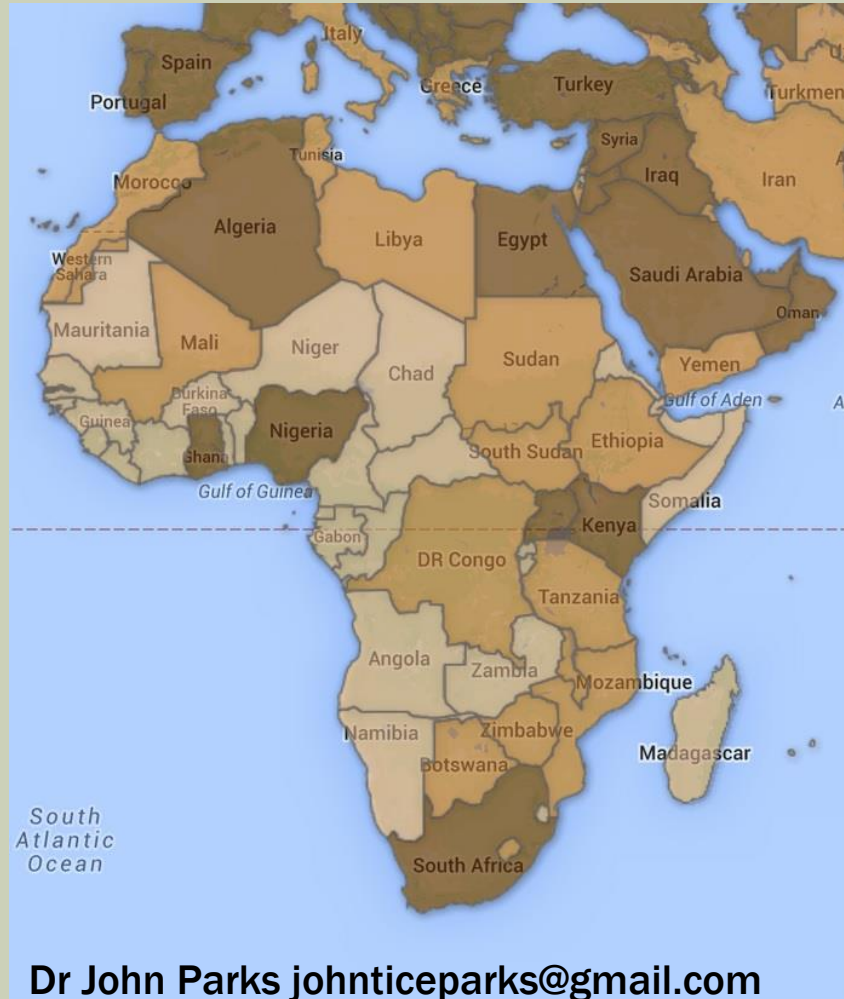 Italy
Spain
Greece
Turkey
Portugal
Turkmen
Tunisia
Syria
Morocco
Iraq
Iran
Algeria
Libya
Egypt
Western
Sahara
Saudi Arabia
Oman
Mauritania
Mali
Niger
Chad
Sudan
Yemen
Gulf of Aden
Burkina
Faso
Guinea
Nigeria
Ghana
South Sudan
Ethiopia
Gulf of Guinea
Somalia
Kenya
Gabon
DR Congo
Tanzania
Angola
Zambia
Mozambique
Namibia
Zimbabwe
Botswana
Madagascar
South
Atlantic
Ocean
South Africa
Dr John Parks johnticeparks@gmail.com